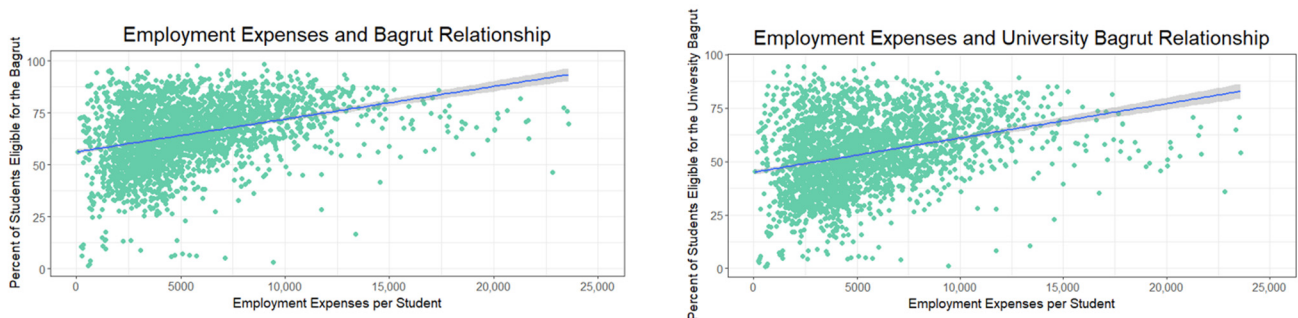 Employment Expenses and Bagrut Relationship
Percent of Students Eligible for the Bagrut
100
75
50
25
0
0 5000 10,000 15,000 20,000 25,000
Employment Expenses per Student
Employment Expenses and University Bagrut Relationship
Percent of Students Eligible for the University Bagrut
100
75
50
25
0
0 5000 10,000 15,000 20,000 25,000
Employment Expenses per Student